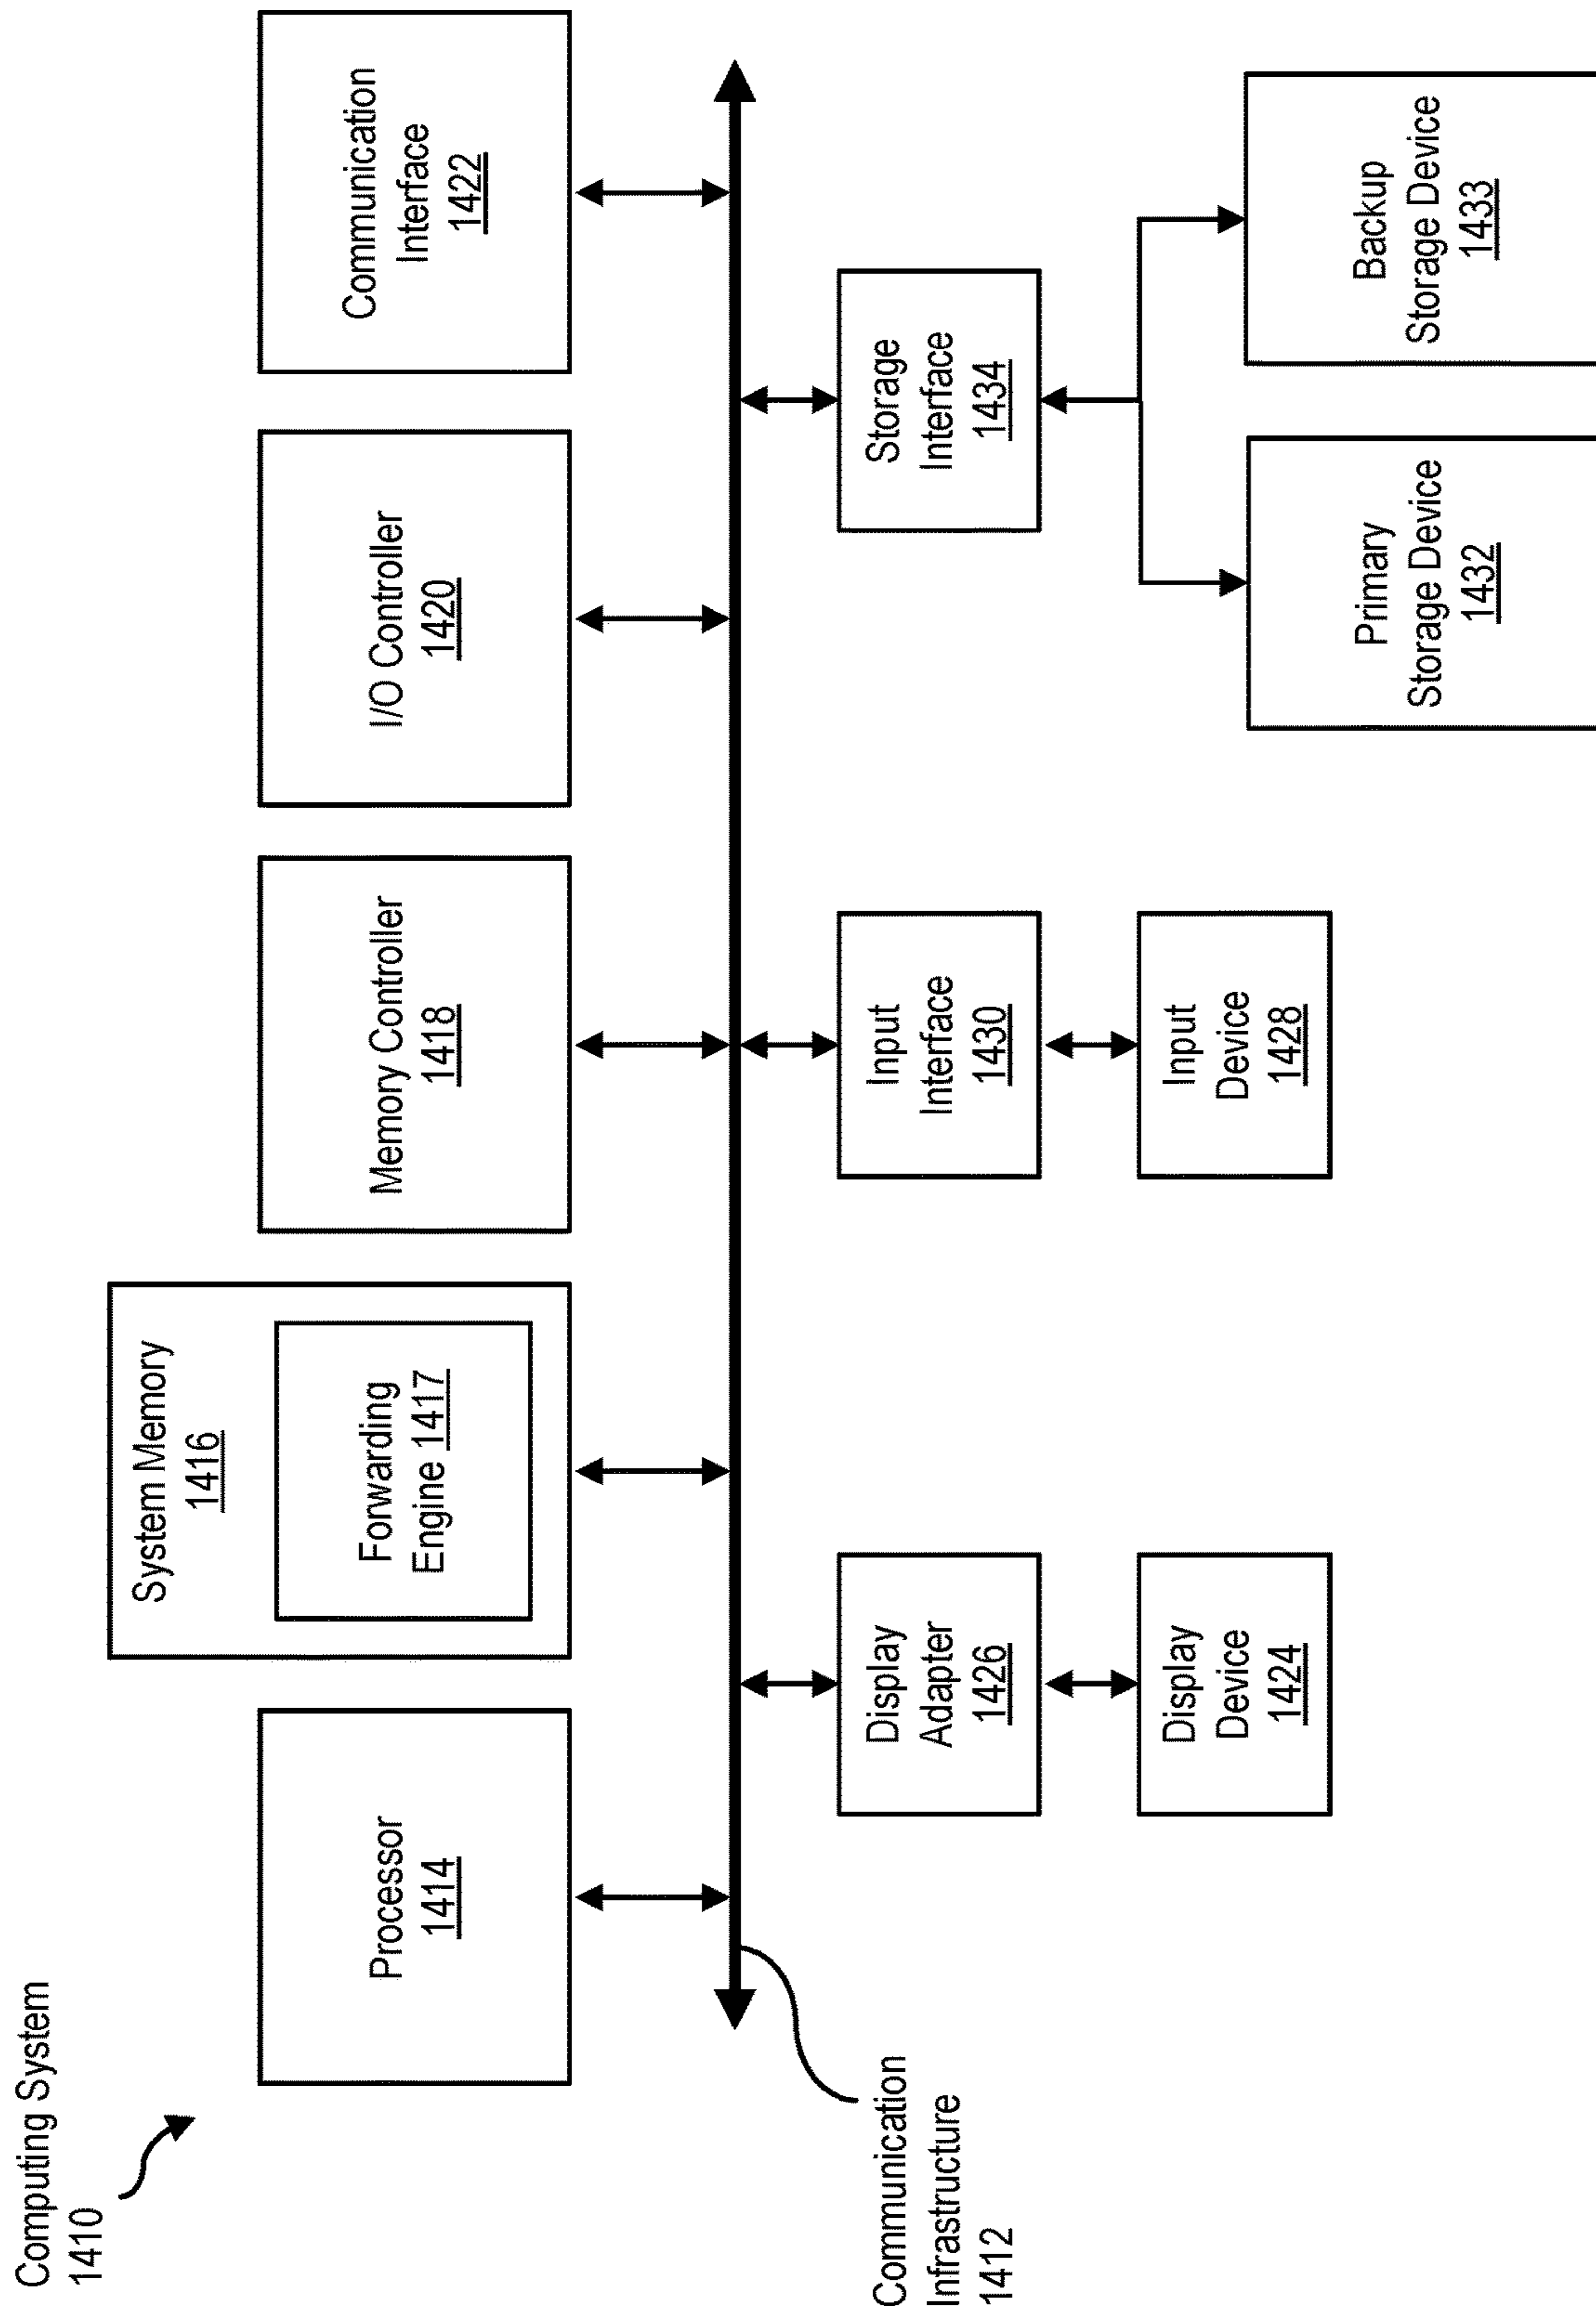 Computing System
1410
Processor
1414
System Memory
1416
Forwarding
Engine 1417
Memory Controller
1418
I/O Controller
1420
Communication
Interface
1422
Communication
Infrastructure
1412
Display
Adapter
1426
Input
Interface
1430
Storage
Interface
1434
Display
Device
1424
Input
Device
1428
Primary
Storage Device
1432
Backup
Storage Device
1433